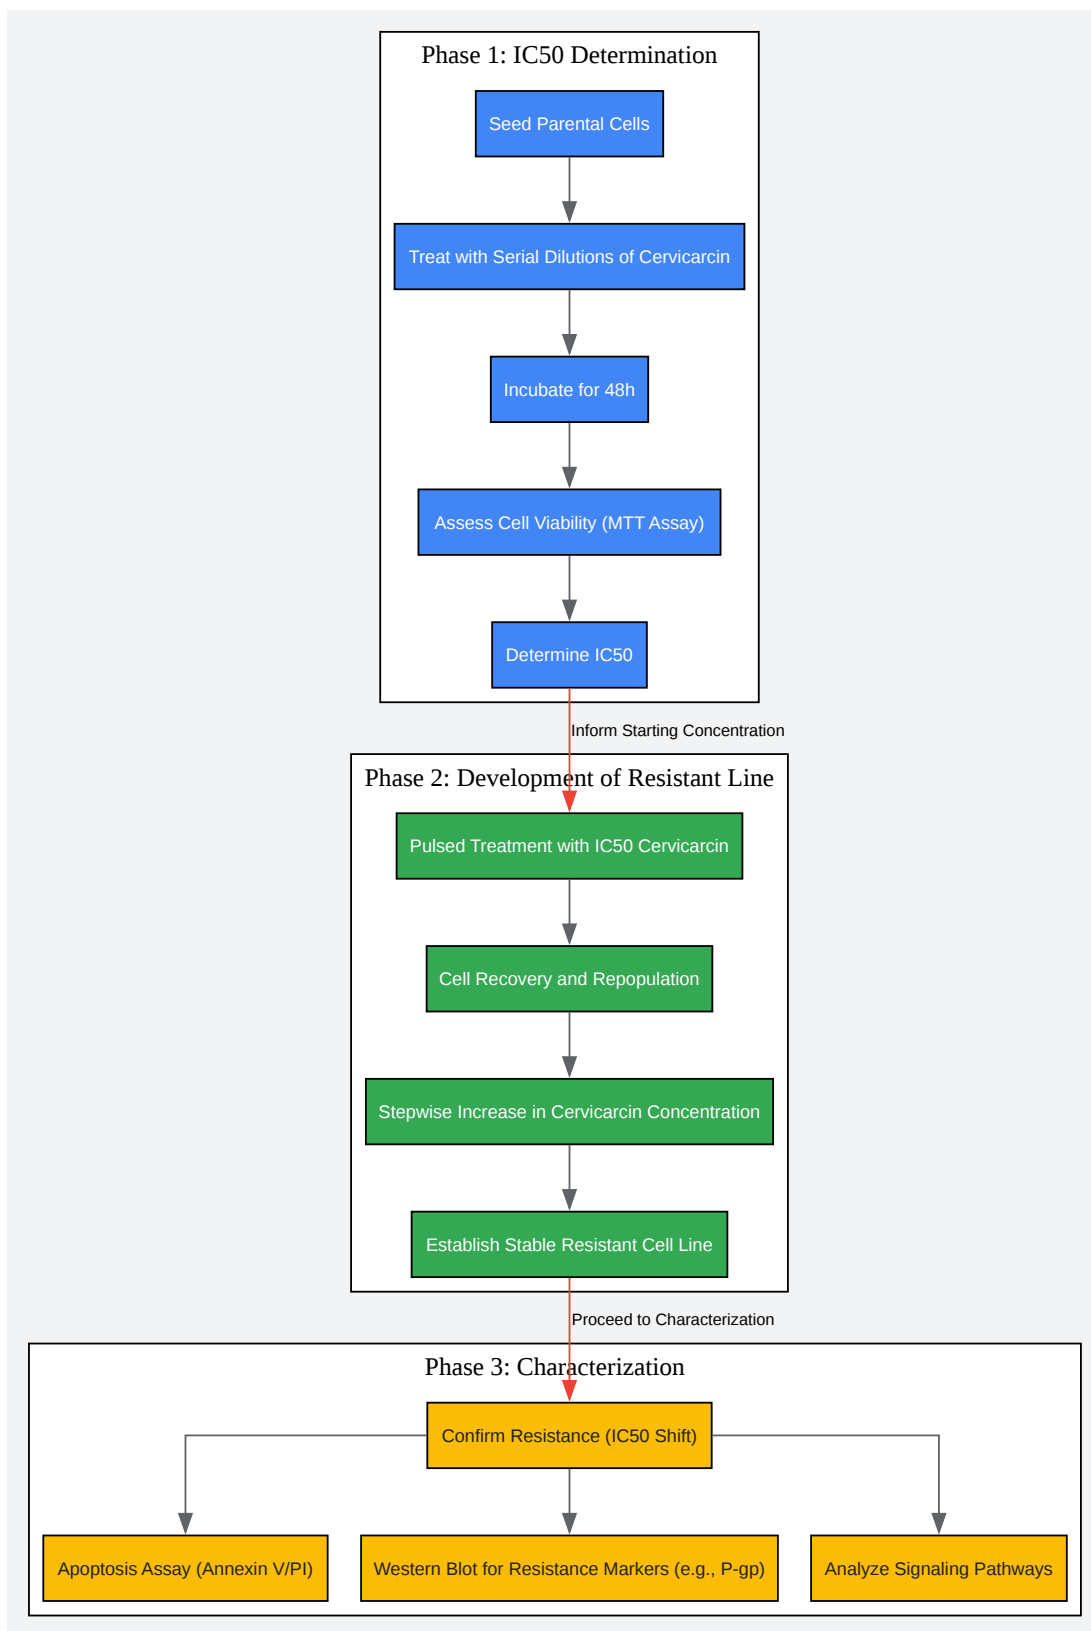 Phase 1: IC50 Determination
Seed Parental Cells
Treat with Serial Dilutions of Cervicarcin
Incubate for 48h
Assess Cell Viability (MTT Assay)
Determine IC50
Inform Starting Concentration
Phase 2: Development of Resistant Line
Pulsed Treatment with IC50 Cervicarcin
Cell Recovery and Repopulation
Stepwise Increase in Cervicarcin Concentration
Establish Stable Resistant Cell Line
Proceed to Characterization
Phase 3: Characterization
Confirm Resistance (IC50 Shift)
Apoptosis Assay (Annexin V/PI)
Western Blot for Resistance Markers (e.g., P-gp)
Analyze Signaling Pathways